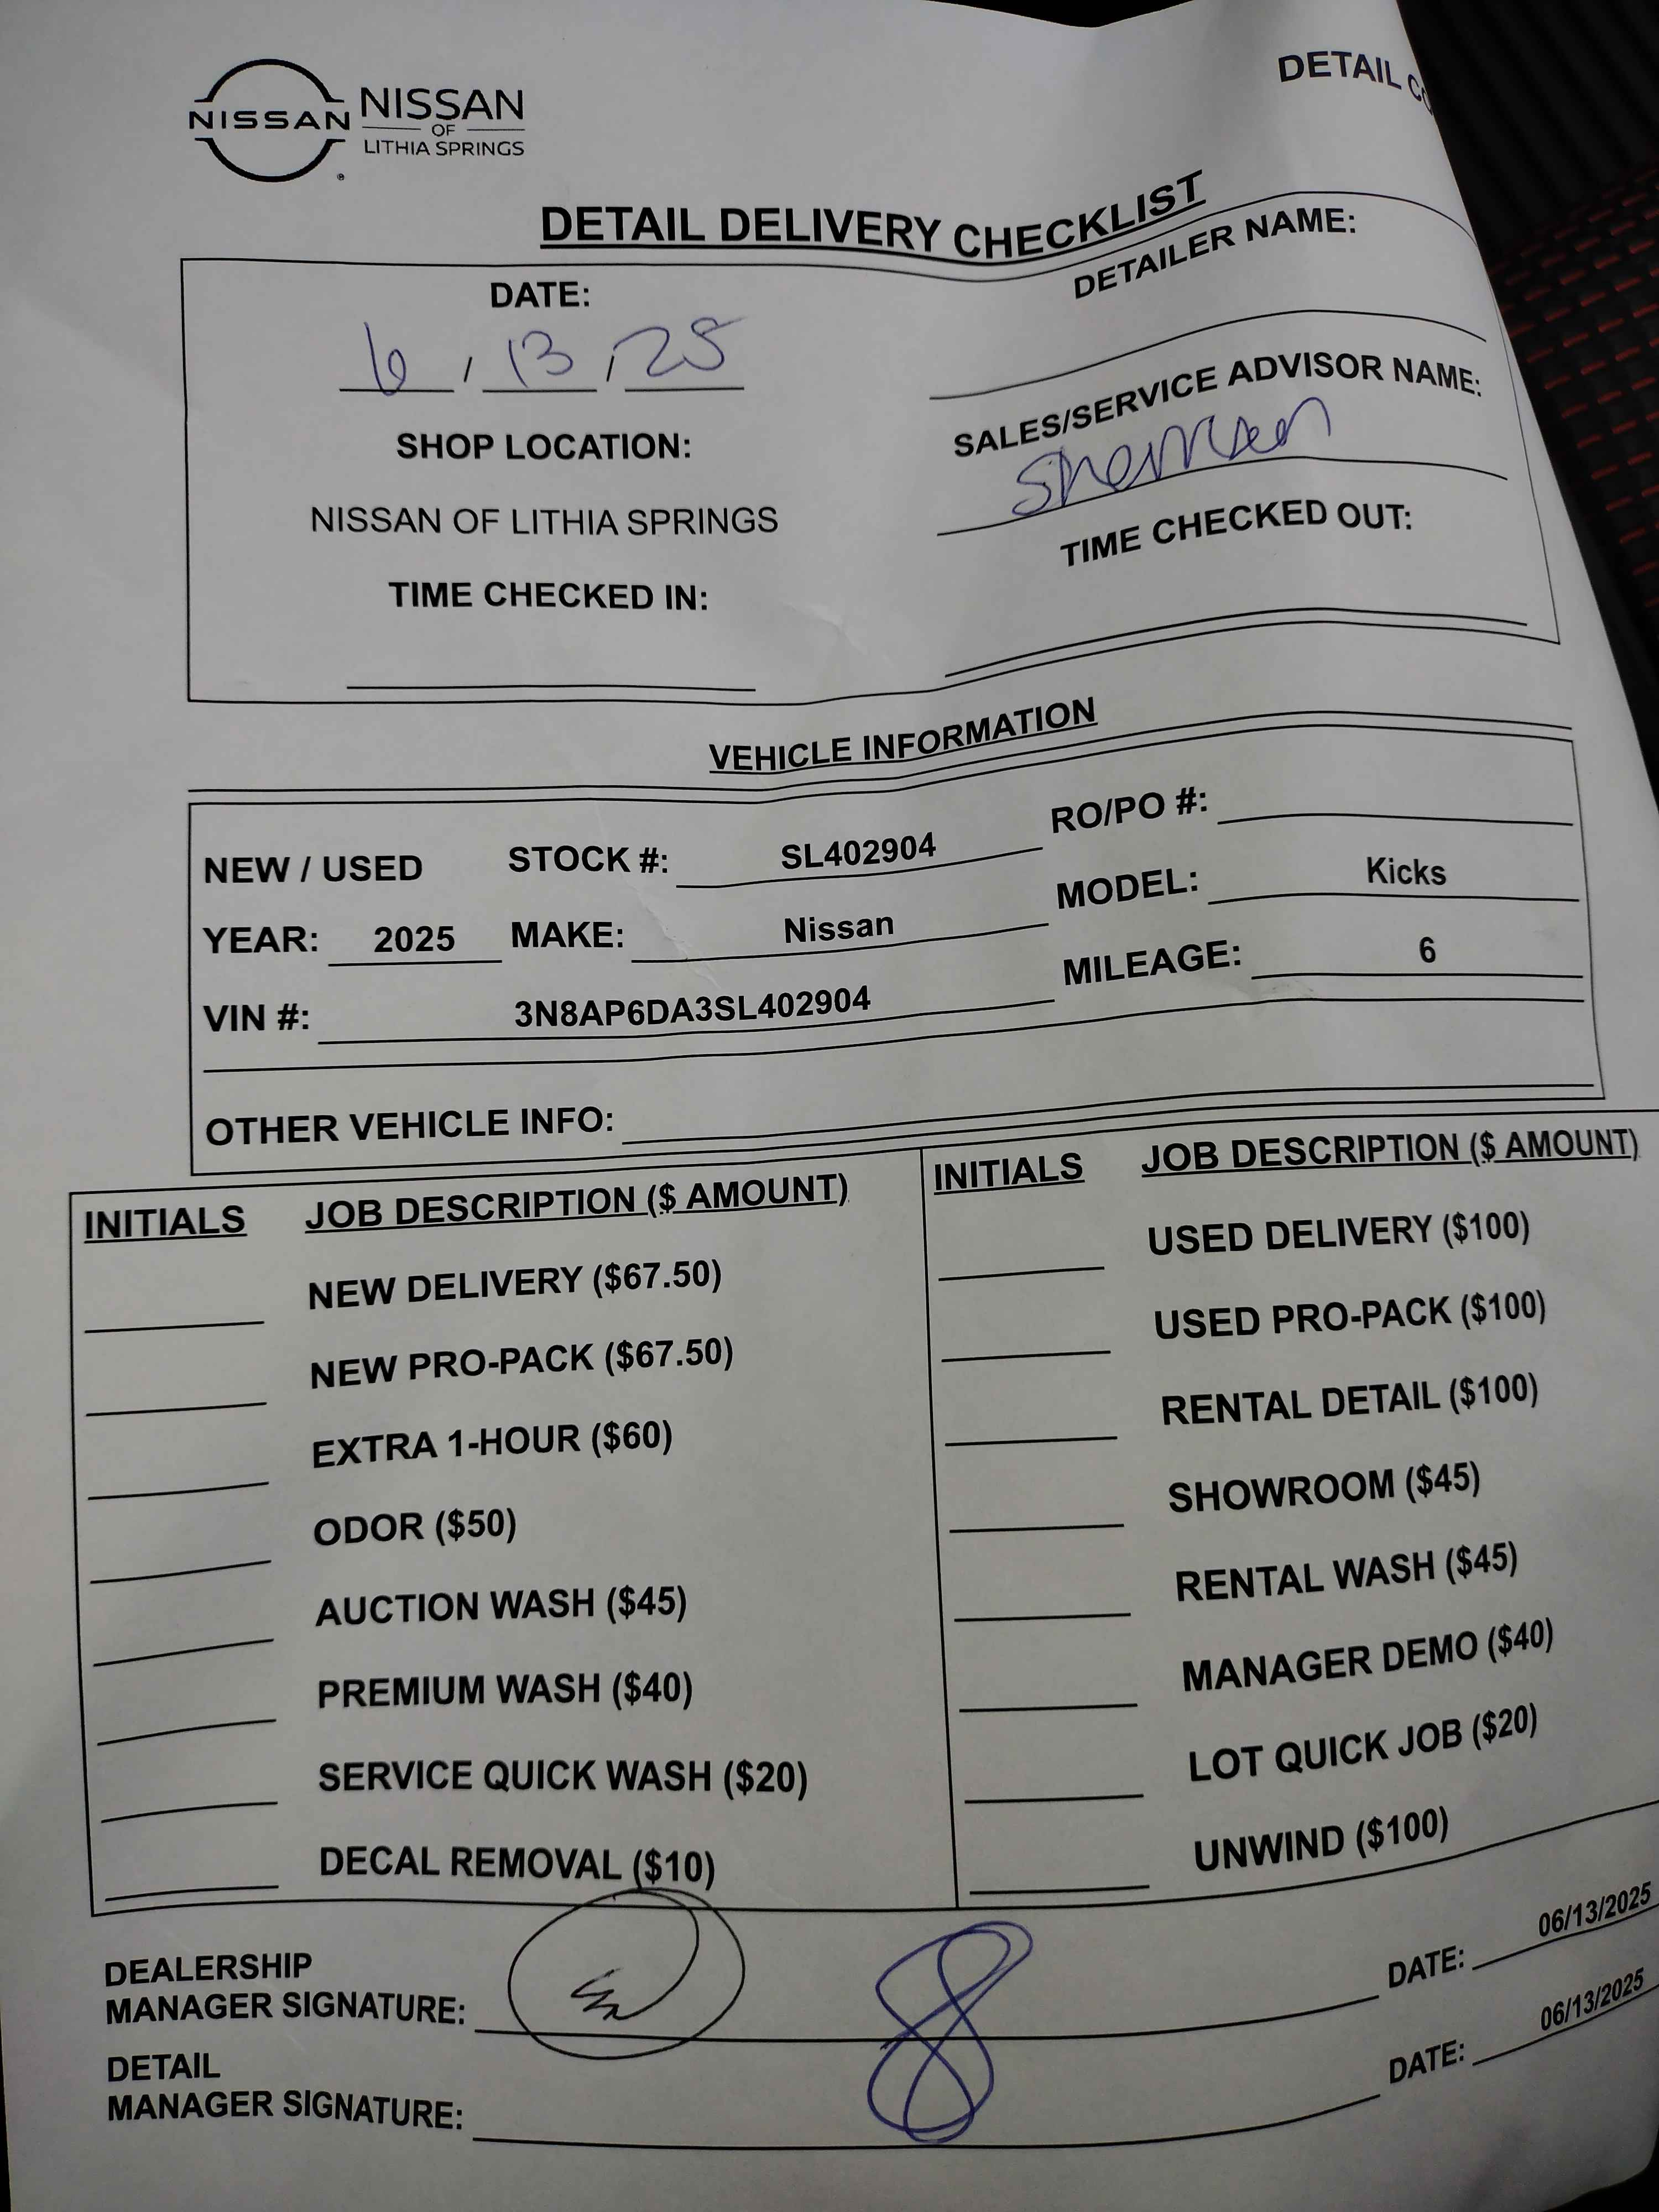 NISSAN
NISSAN
OF
LITHIA SPRINGS
DETAIL
DETAIL DELIVERY CHECKLIST
DATE:
6 / 13 / 25
DETAILER NAME:
SHOP LOCATION:
NISSAN OF LITHIA SPRINGS
SALES/SERVICE ADVISOR NAME:
TIME CHECKED IN:
TIME CHECKED OUT:
VEHICLE INFORMATION
NEW / USED STOCK #: SL402904 RO/PO #:
YEAR: 2025 MAKE: Nissan MODEL: Kicks
VIN #: 3N8AP6DA3SL402904 MILEAGE: 6
OTHER VEHICLE INFO:
INITIALS JOB DESCRIPTION ($ AMOUNT)
NEW DELIVERY ($67.50)
NEW PRO-PACK ($67.50)
EXTRA 1-HOUR ($60)
ODOR ($50)
AUCTION WASH ($45)
PREMIUM WASH ($40)
SERVICE QUICK WASH ($20)
DECAL REMOVAL ($10)
INITIALS JOB DESCRIPTION ($ AMOUNT)
USED DELIVERY ($100)
USED PRO-PACK ($100)
RENTAL DETAIL ($100)
SHOWROOM ($45)
RENTAL WASH ($45)
MANAGER DEMO ($40)
LOT QUICK JOB ($20)
UNWIND ($100)
DEALERSHIP
MANAGER SIGNATURE: DATE: 06/13/2025
DETAIL
MANAGER SIGNATURE: DATE: 06/13/2025